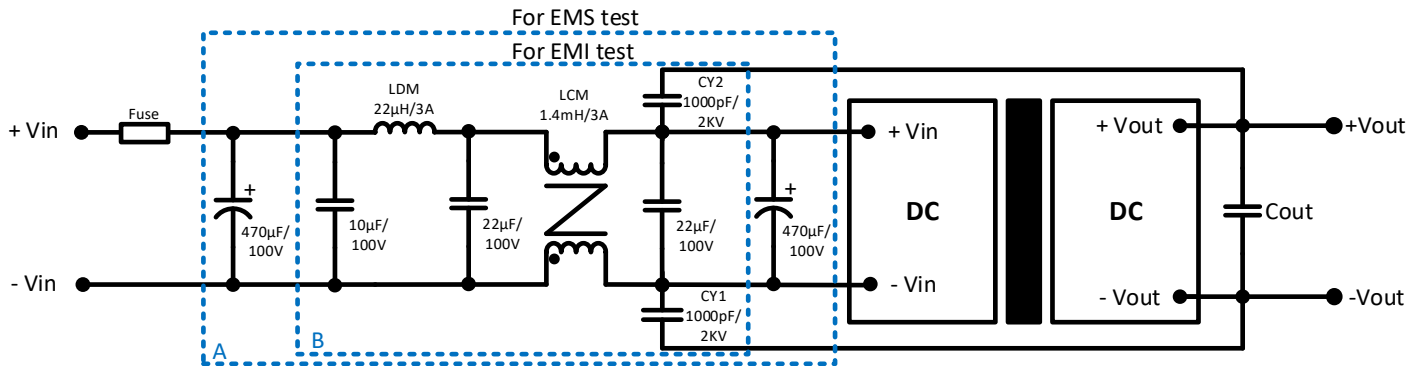 For EMS test
For EMI test
LDM
22μH/3A
LCM
1.4mH/3A
CY2
1000pF/
2KV
Fuse
+ Vin
+ Vin
+ Vout
+Vout
+
470μF/
100V
10μF/
100V
22μF/
100V
22μF/
100V
+
470μF/
100V
DC
DC
Cout
- Vin
- Vin
- Vout
-Vout
CY1
1000pF/
2KV
A
B